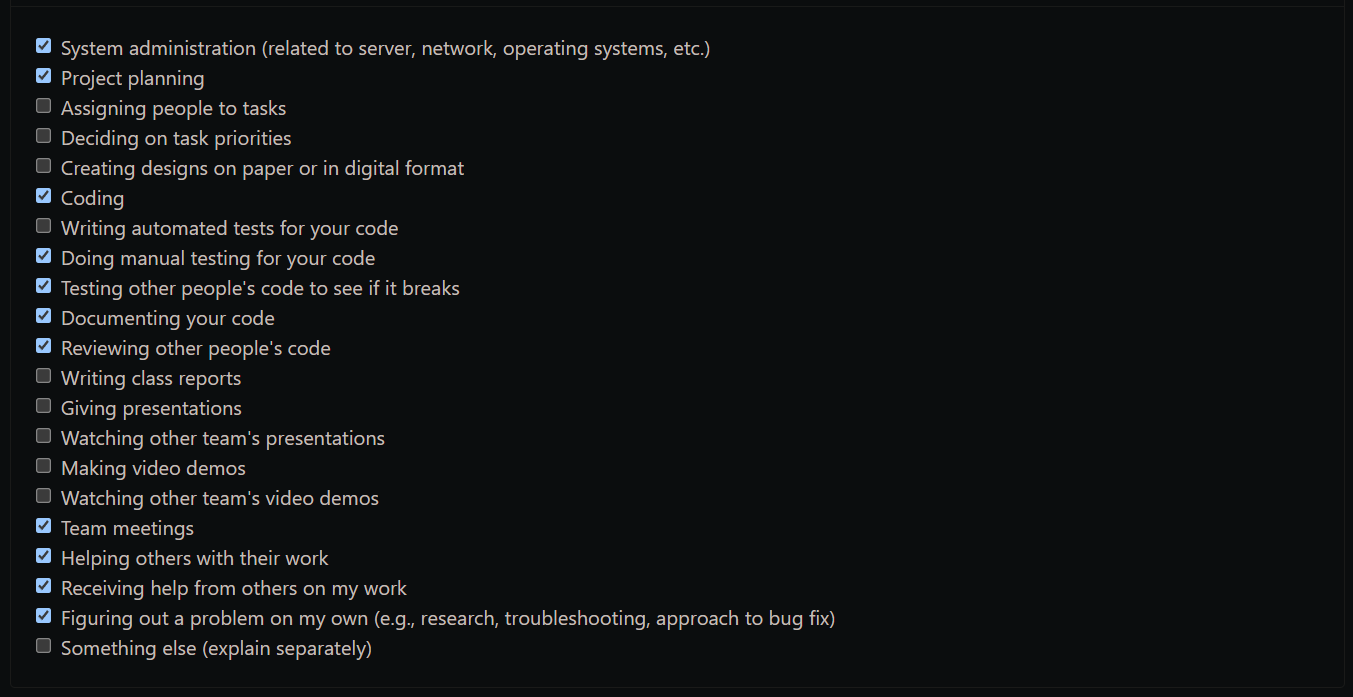 System administration (related to server, network, operating systems, etc.)
Project planning
Assigning people to tasks
Deciding on task priorities
Creating designs on paper or in digital format
Coding
Writing automated tests for your code
Doing manual testing for your code
Testing other people's code to see if it breaks
Documenting your code
Reviewing other people's code
Writing class reports
Giving presentations
Watching other team's presentations
Making video demos
Watching other team's video demos
Team meetings
Helping others with their work
Receiving help from others on my work
Figuring out a problem on my own (e.g., research, troubleshooting, approach to bug fix)
Something else (explain separately)